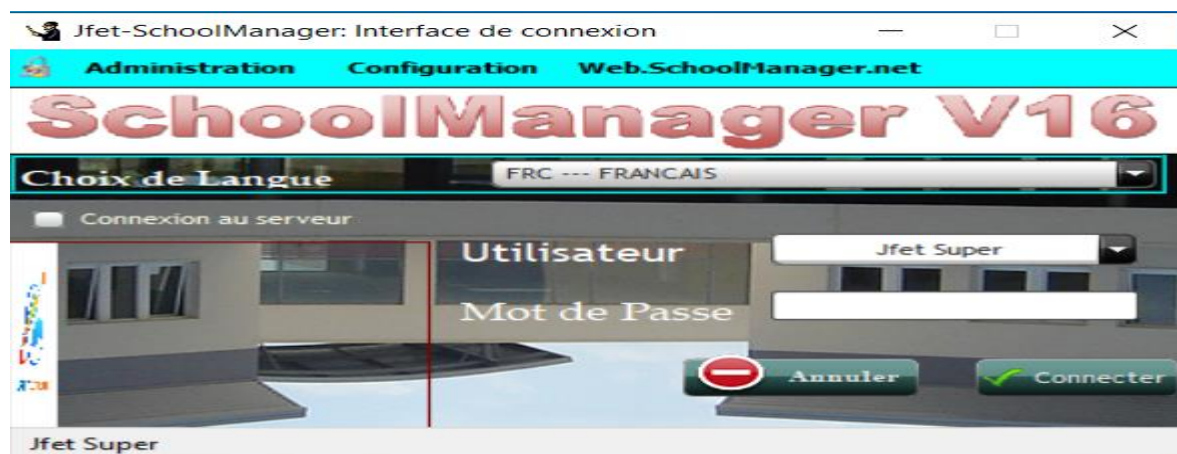 Jfet-SchoolManager: Interface de connexion
Administration Configuration Web.SchoolManager.net
SchoolManager V16
Choix de Langue FRC --- FRANCAIS
Connexion au serveur
Utilisateur Jfet Super
Mot de Passe
Annuler Connecter
Jfet Super